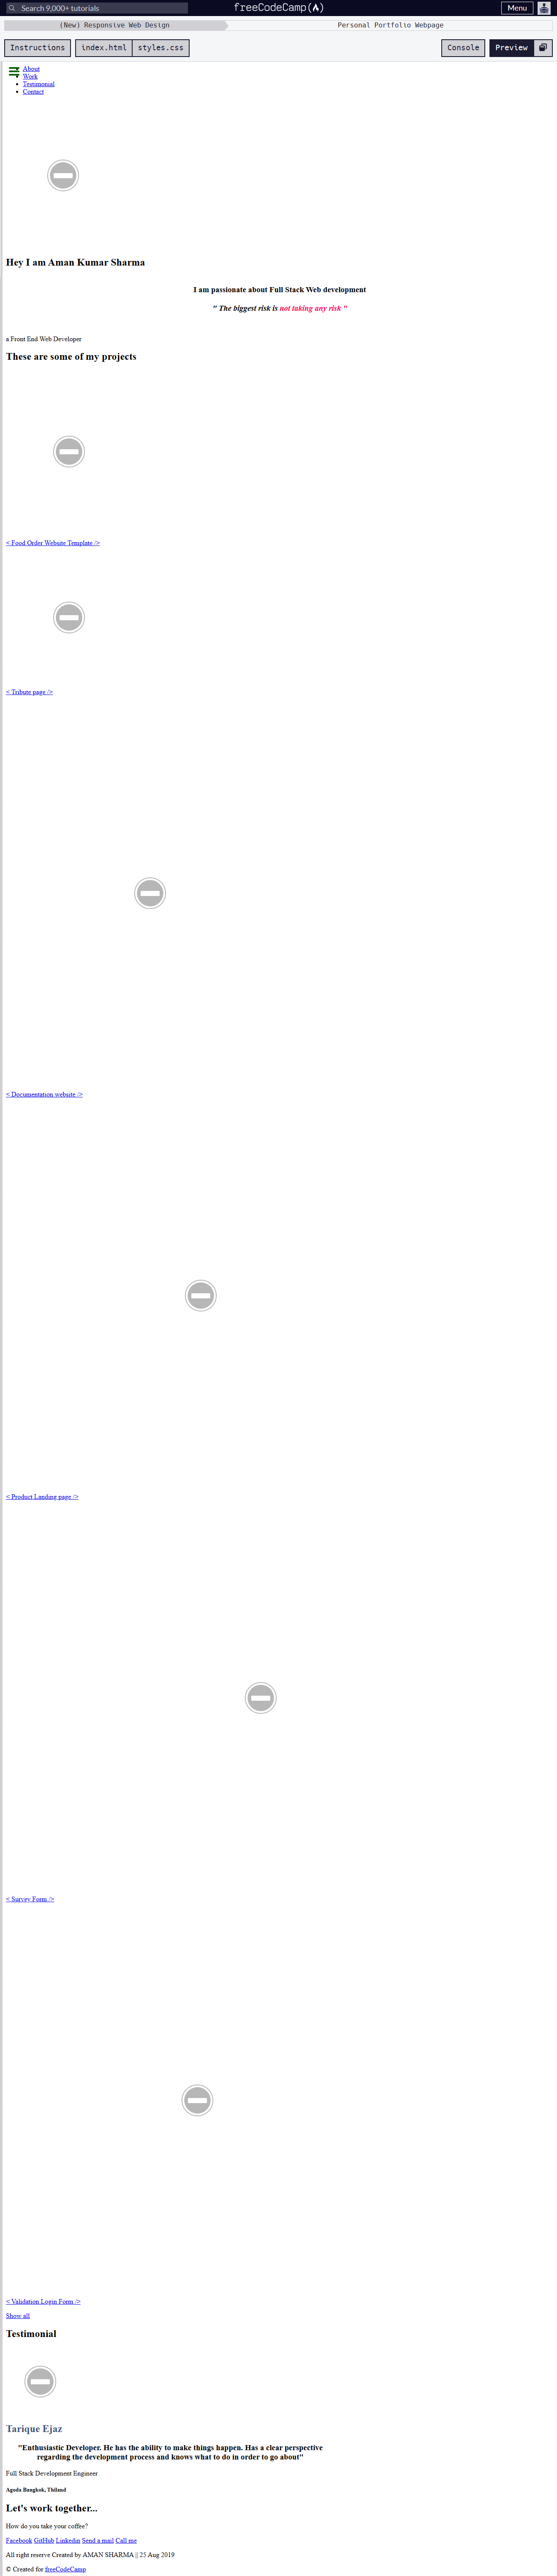 Search 9,000+ tutorials
freeCodeCamp
Menu
(New) Responsive Web Design
Personal Portfolio Webpage
Instructions
index.html
styles.css
Console
Preview
About
Work
Testimonial
Contact
Hey I am Aman Kumar Sharma
I am passionate about Full Stack Web development
" The biggest risk is not taking any risk "
a Front End Web Developer
These are some of my projects
< Food Order Website Template />
< Tribute page />
< Documentation website />
< Product Landing page />
< Survey Form />
< Validation Login Form />
Show all
Testimonial
Tarique Ejaz
"Enthusiastic Developer. He has the ability to make things happen. Has a clear perspective
regarding the development process and knows what to do in order to go about"
Full Stack Development Engineer
Agoda Bangkok, Thiland
Let's work together...
How do you take your coffee?
Facebook GitHub Linkedin Send a mail Call me
All right reserve Created by AMAN SHARMA || 25 Aug 2019
© Created for freeCodeCamp